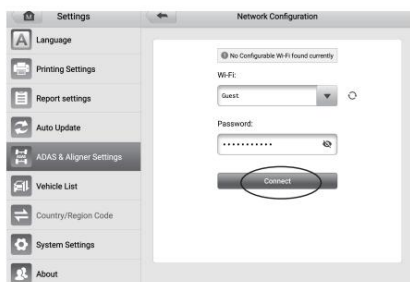 Settings
Network Configuration
Language
Printing Settings
Report settings
Auto Update
ADAS & Aligner Settings
Vehicle List
Country/Region Code
System Settings
About
No Configurable Wi-Fi found currently
Wi-Fi:
Guest
Password:
Connect